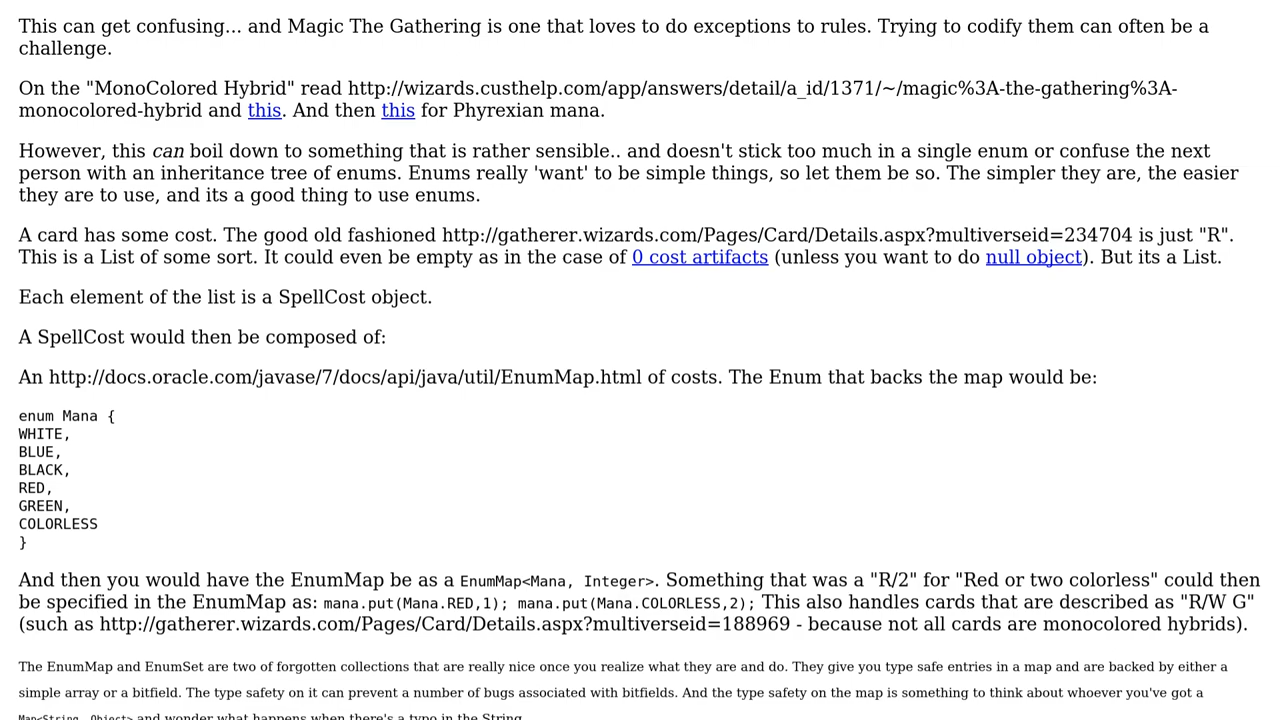 This can get confusing... and Magic The Gathering is one that loves to do exceptions to rules. Trying to codify them can often be a
challenge.
On the "MonoColored Hybrid" read http://wizards.custhelp.com/app/answers/detail/a_id/1371/~/magic%3A-the-gathering%3A-
monocolored-hybrid and this. And then this for Phyrexian mana.
However, this can boil down to something that is rather sensible.. and doesn't stick too much in a single enum or confuse the next
person with an inheritance tree of enums. Enums really 'want' to be simple things, so let them be so. The simpler they are, the easier
they are to use, and its a good thing to use enums.
A card has some cost. The good old fashioned http://gatherer.wizards.com/Pages/Card/Details.aspx?multiverseid=234704 is just "R".
This is a List of some sort. It could even be empty as in the case of 0 cost artifacts (unless you want to do null object). But its a List.
Each element of the list is a SpellCost object.
A SpellCost would then be composed of:
An http://docs.oracle.com/javase/7/docs/api/java/util/EnumMap.html of costs. The Enum that backs the map would be:
enum Mana {
WHITE,
BLUE,
BLACK,
RED,
GREEN,
COLORLESS
}
And then you would have the EnumMap be as a EnumMap<Mana, Integer>. Something that was a "R/2" for "Red or two colorless" could then
be specified in the EnumMap as: mana.put(Mana.RED,1); mana.put(Mana.COLORLESS,2); This also handles cards that are described as "R/W G"
(such as http://gatherer.wizards.com/Pages/Card/Details.aspx?multiverseid=188969 - because not all cards are monocolored hybrids).
The EnumMap and EnumSet are two of forgotten collections that are really nice once you realize what they are and do. They give you type safe entries in a map and are backed by either a
simple array or a bitfield. The type safety on it can prevent a number of bugs associated with bitfields. And the type safety on the map is something to think about whoever you've got a
Map<String, Object> and wonder what happens when there's a typo in the String.